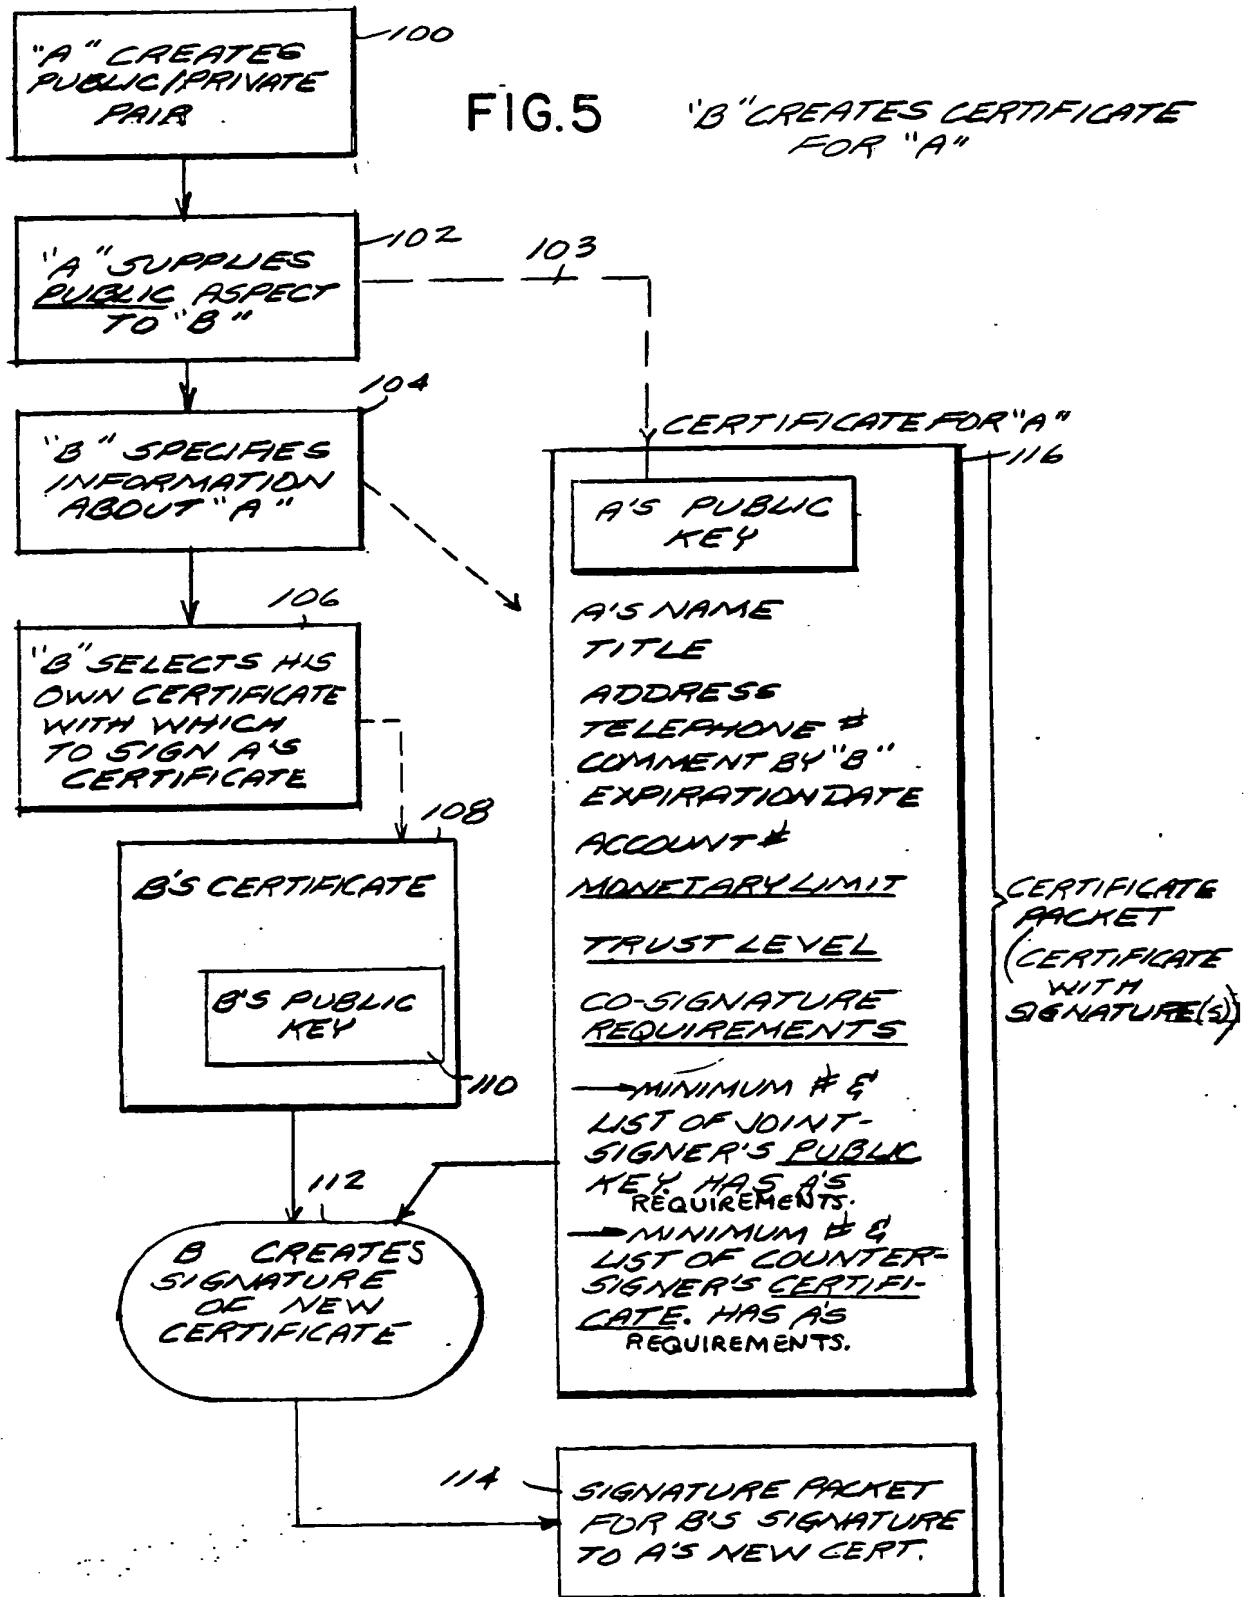 "A" CREATES
PUBLIC/PRIVATE
PAIR
100
FIG.5
"B" CREATES CERTIFICATE
FOR "A"
"A" SUPPLIES
PUBLIC ASPECT
TO "B"
102
103
"B" SPECIFIES
INFORMATION
ABOUT "A"
104
"B" SELECTS HIS
OWN CERTIFICATE
WITH WHICH
TO SIGN A'S
CERTIFICATE
106
B'S CERTIFICATE
108
B'S PUBLIC
KEY
110
B CREATES
SIGNATURE
OF NEW
CERTIFICATE
112
CERTIFICATE FOR "A"
116
A'S PUBLIC
KEY
A'S NAME
TITLE
ADDRESS
TELEPHONE #
COMMENT BY "B"
EXPIRATION DATE
ACCOUNT #
MONETARY LIMIT
TRUST LEVEL
CO-SIGNATURE
REQUIREMENTS
→MINIMUM # &
LIST OF JOINT-
SIGNER'S PUBLIC
KEY. HAS A'S
REQUIREMENTS.
→MINIMUM # &
LIST OF COUNTER-
SIGNER'S CERTIFI-
CATE. HAS A'S
REQUIREMENTS.
CERTIFICATE
PACKET
(CERTIFICATE
WITH
SIGNATURE(S))
114
SIGNATURE PACKET
FOR B'S SIGNATURE
TO A'S NEW CERT.